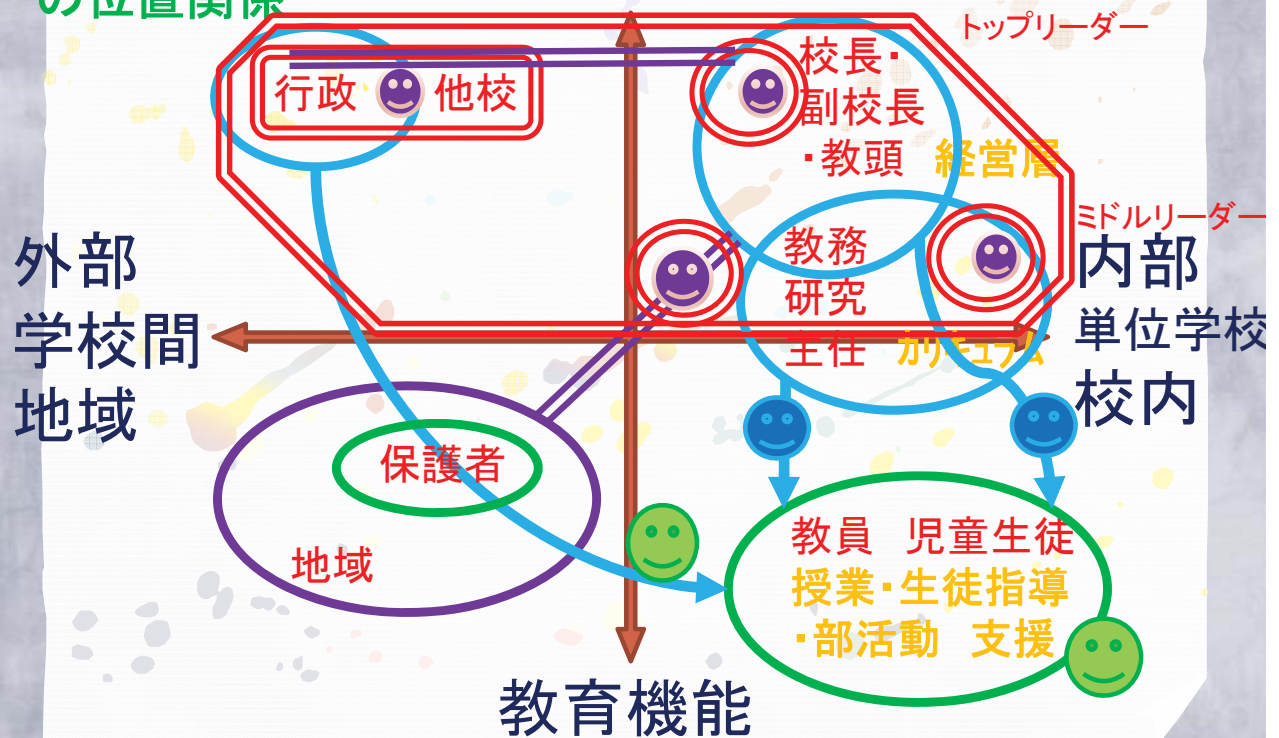 の位置関係
トップリーダー
行政 他校
校長・
副校長
・教頭 経営層
ミドルリーダー
外部
学校間
地域
教務
研究
主任 カリキュラム
内部
単位学校
校内
保護者
地域
教員 児童生徒
授業・生徒指導
・部活動 支援
教育機能